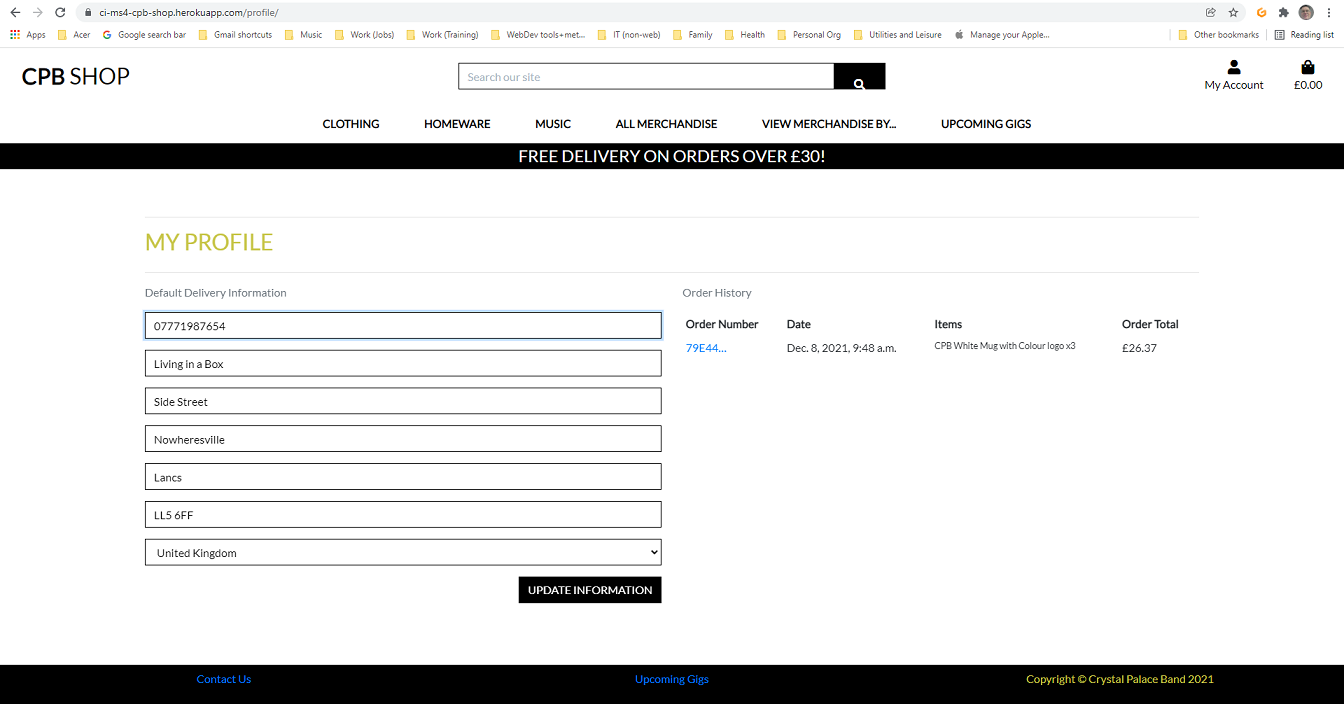 ci-ms4-cpb-shop.herokuapp.com/profile/
Apps Acer Google search bar Gmail shortcuts Music Work (Jobs) Work (Training) WebDev tools+met... IT (non-web) Family Health Personal Org Utilities and Leisure Manage your Apple... Other bookmarks Reading list
CPB SHOP
Search our site
My Account
£0.00
CLOTHING HOMEWARE MUSIC ALL MERCHANDISE VIEW MERCHANDISE BY... UPCOMING GIGS
FREE DELIVERY ON ORDERS OVER £30!
MY PROFILE
Default Delivery Information
07771987654
Living in a Box
Side Street
Nowheresville
Lancs
LL5 6FF
United Kingdom
UPDATE INFORMATION
Order History
Order Number Date Items Order Total
79E44... Dec. 8, 2021, 9:48 a.m. CPB White Mug with Colour logo x3 £26.37
Contact Us Upcoming Gigs Copyright © Crystal Palace Band 2021